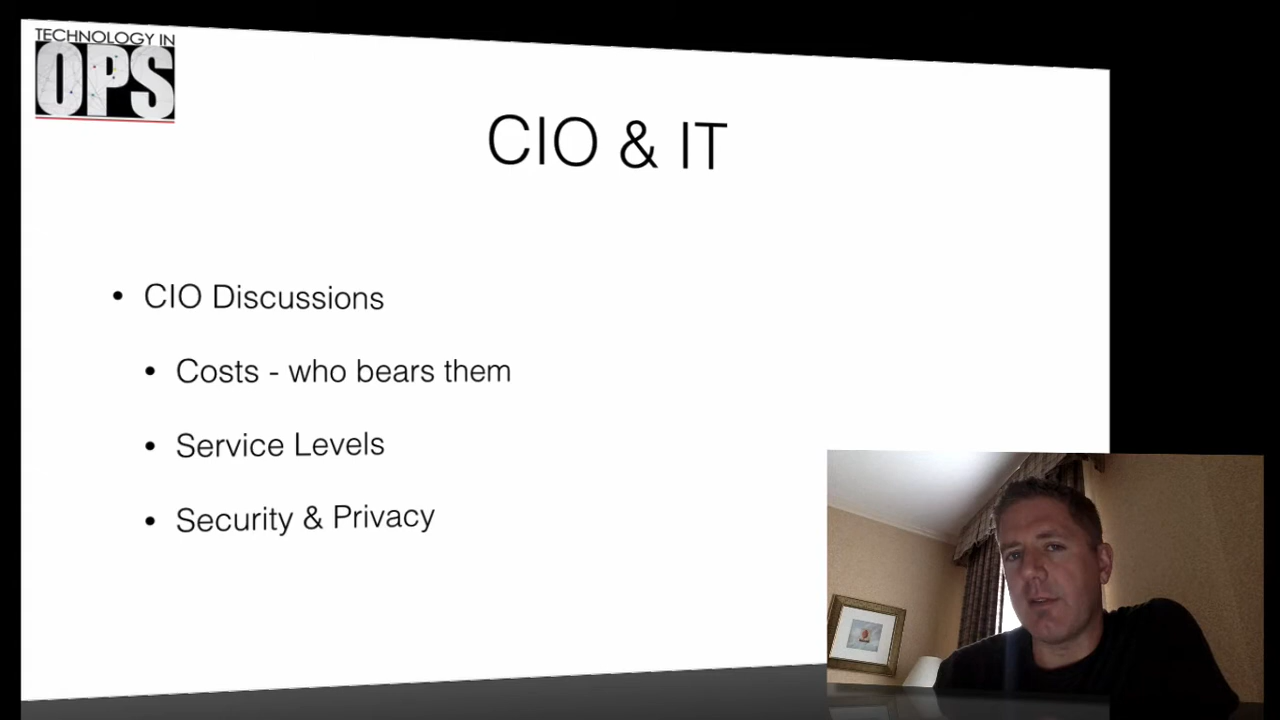 TECHNOLOGY IN
OPS
CIO & IT
• CIO Discussions
• Costs - who bears them
• Service Levels
• Security & Privacy